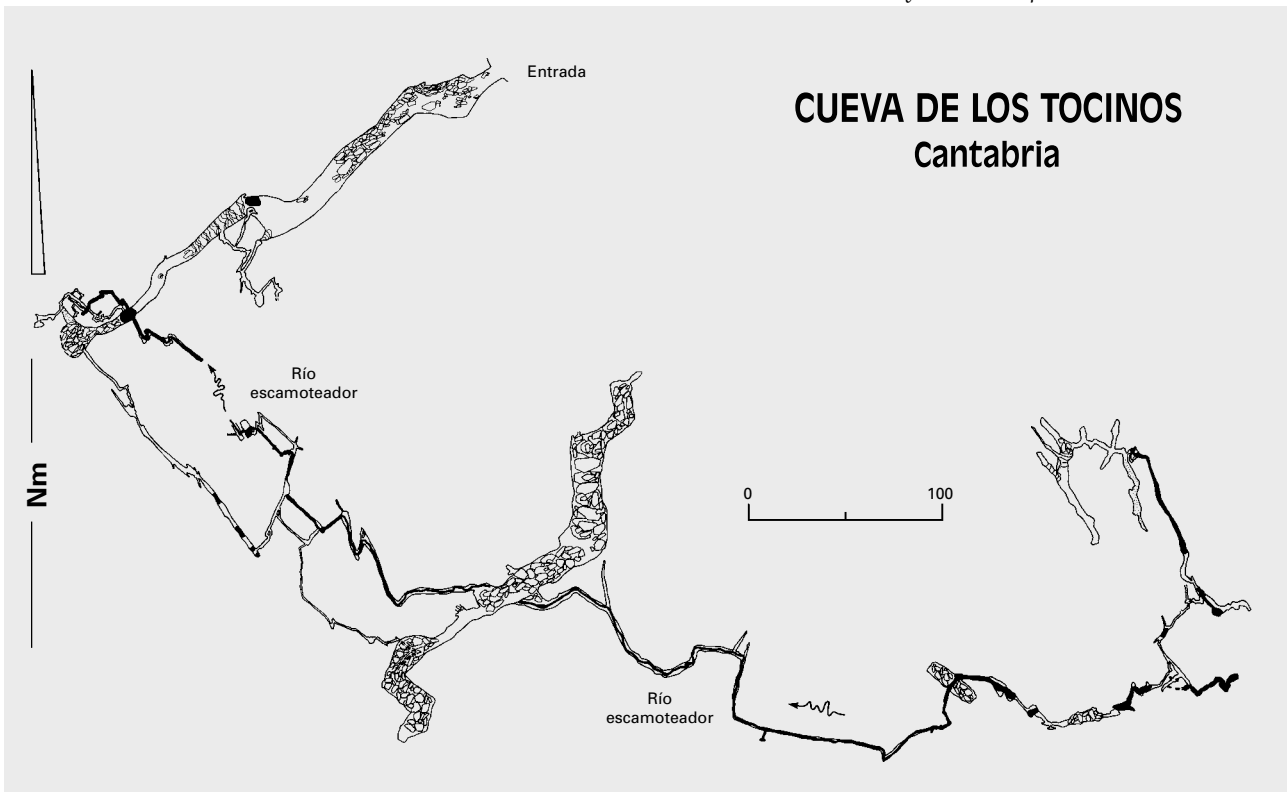 Entrada
CUEVA DE LOS TOCINOS
Cantabria
Río
escamoteador
Nm
0 100
Río
escamoteador